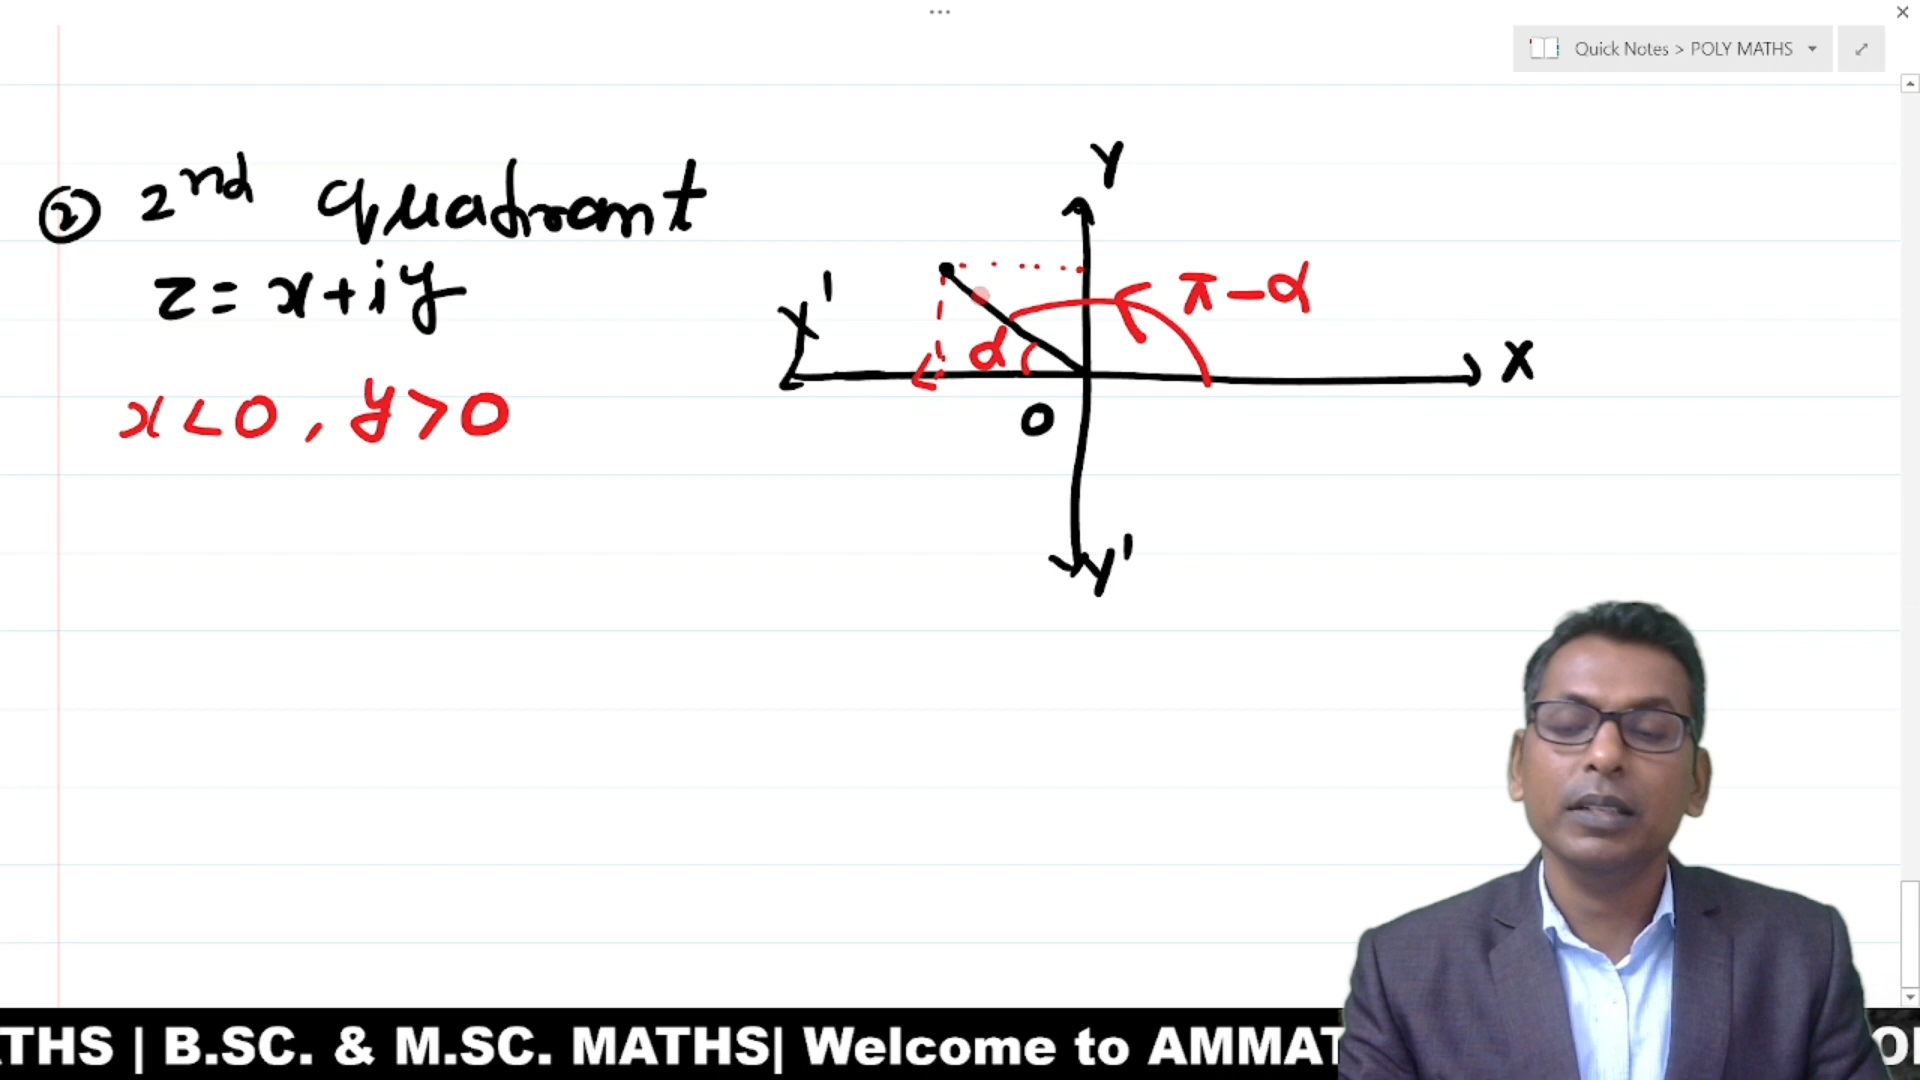 Quick Notes > POLY MATHS
② 2nd quadrant
z = x + iy
x < 0 , y > 0
Y
π - α
X'
α
X
O
Y'
THS | B.SC. & M.SC. MATHS| Welcome to AMMAT